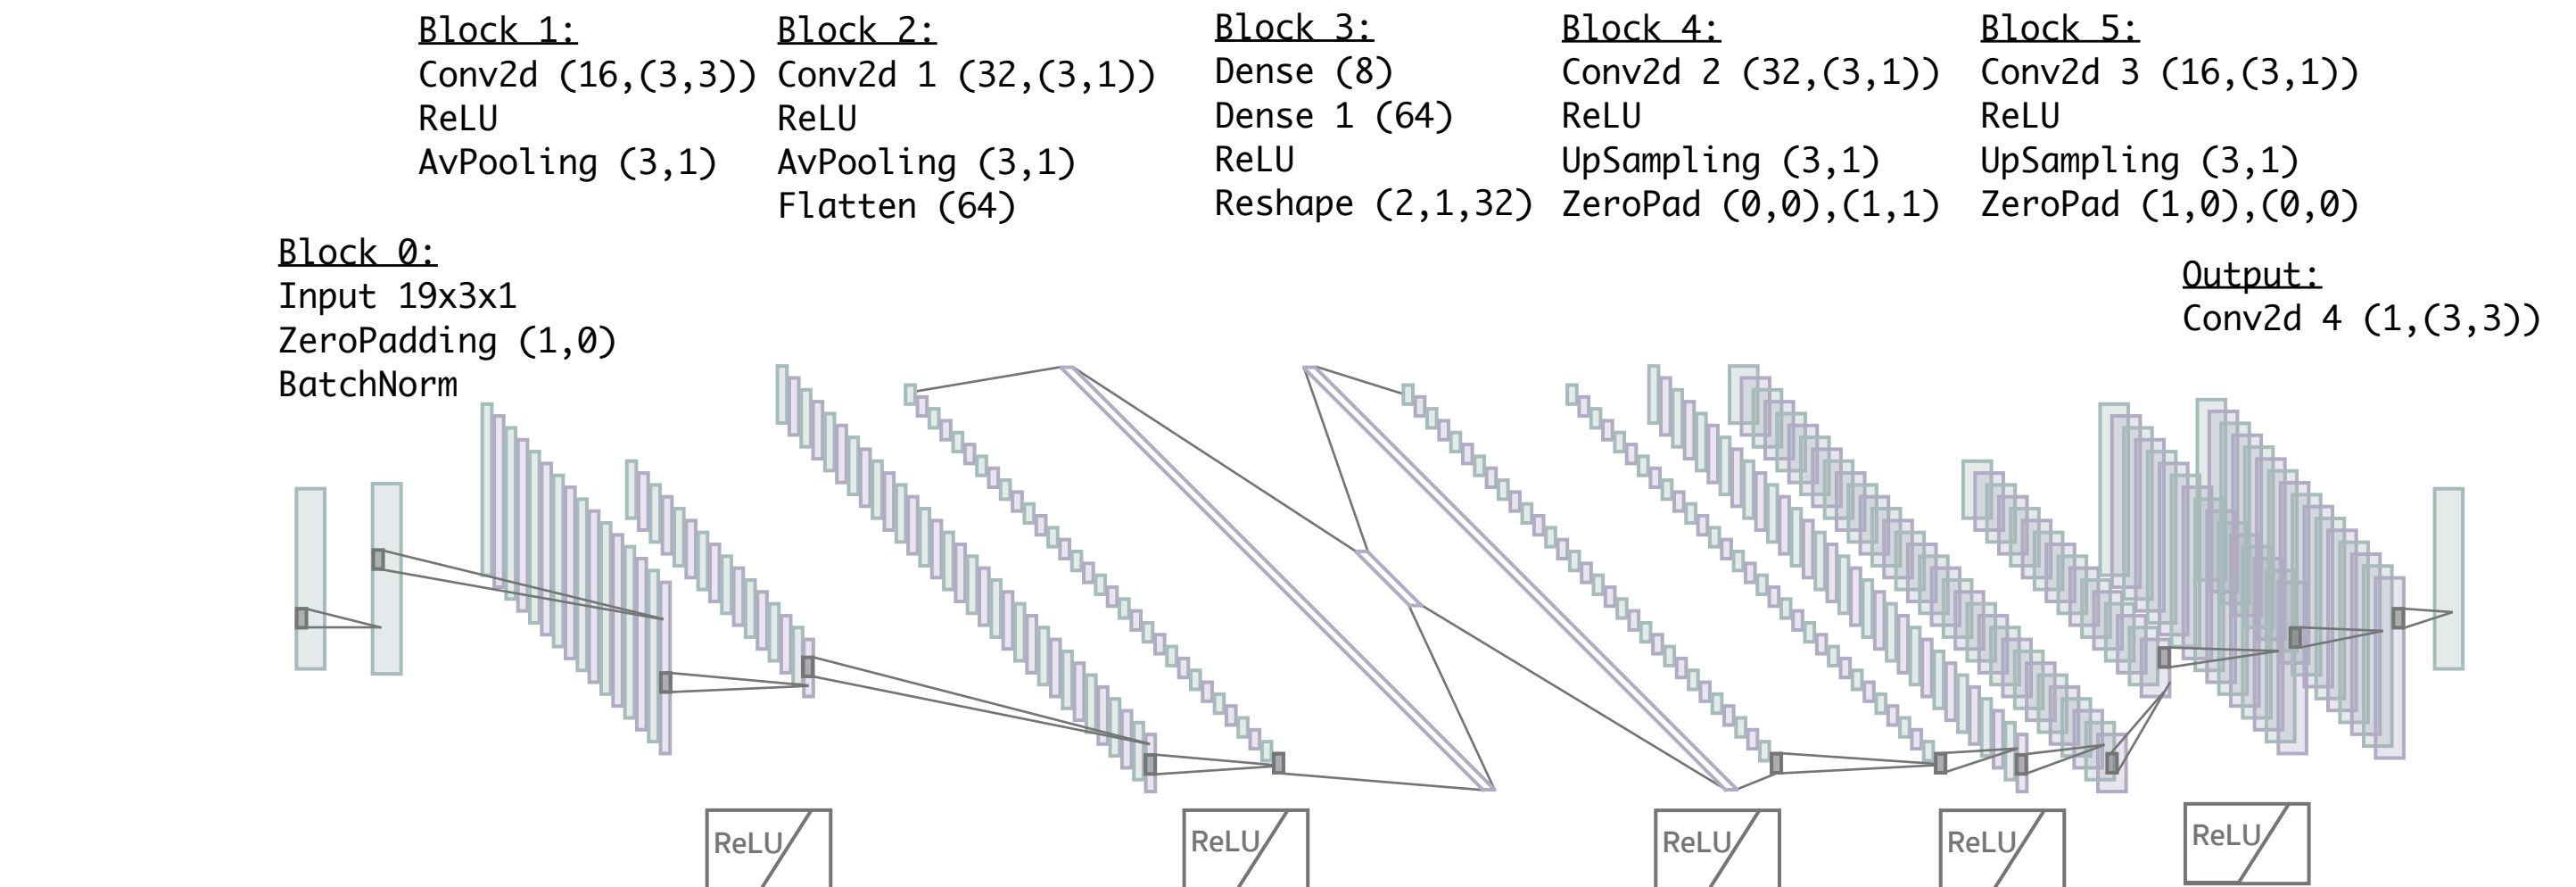 Block 1:
Conv2d (16,(3,3))
ReLU
AvPooling (3,1)
Block 2:
Conv2d 1 (32,(3,1))
ReLU
AvPooling (3,1)
Flatten (64)
Block 3:
Dense (8)
Dense 1 (64)
ReLU
Reshape (2,1,32)
Block 4:
Conv2d 2 (32,(3,1))
ReLU
UpSampling (3,1)
ZeroPad (0,0),(1,1)
Block 5:
Conv2d 3 (16,(3,1))
ReLU
UpSampling (3,1)
ZeroPad (1,0),(0,0)
Block 0:
Input 19x3x1
ZeroPadding (1,0)
BatchNorm
Output:
Conv2d 4 (1,(3,3))
ReLU
ReLU
ReLU
ReLU
ReLU